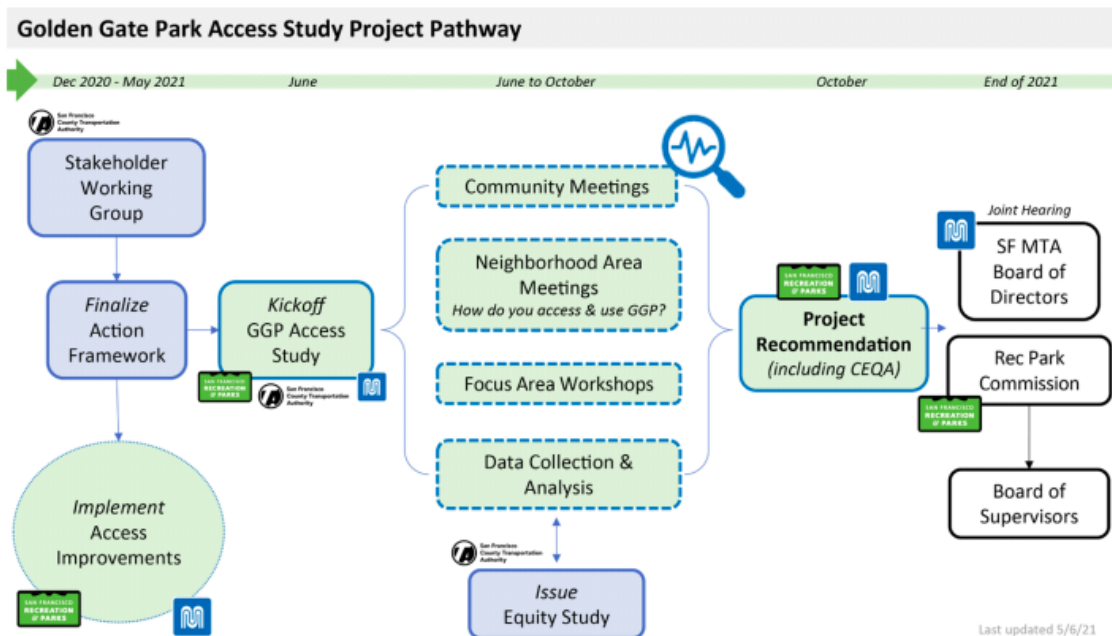 Golden Gate Park Access Study Project Pathway
Dec 2020 - May 2021
June
June to October
October
End of 2021
San Francisco
County Transportation
Authority
Stakeholder
Working
Group
Finalize
Action
Framework
Implement
Access
Improvements
SAN FRANCISCO
RECREATION
& PARKS
Kickoff
GGP Access
Study
SAN FRANCISCO
RECREATION
& PARKS
San Francisco
County Transportation
Authority
Community Meetings
Neighborhood Area
Meetings
How do you access & use GGP?
Focus Area Workshops
Data Collection &
Analysis
San Francisco
County Transportation
Authority
Issue
Equity Study
SAN FRANCISCO
RECREATION
& PARKS
Project
Recommendation
(including CEQA)
Joint Hearing
SF MTA
Board of
Directors
Rec Park
Commission
SAN FRANCISCO
RECREATION
& PARKS
Board of
Supervisors
Last updated 5/6/21